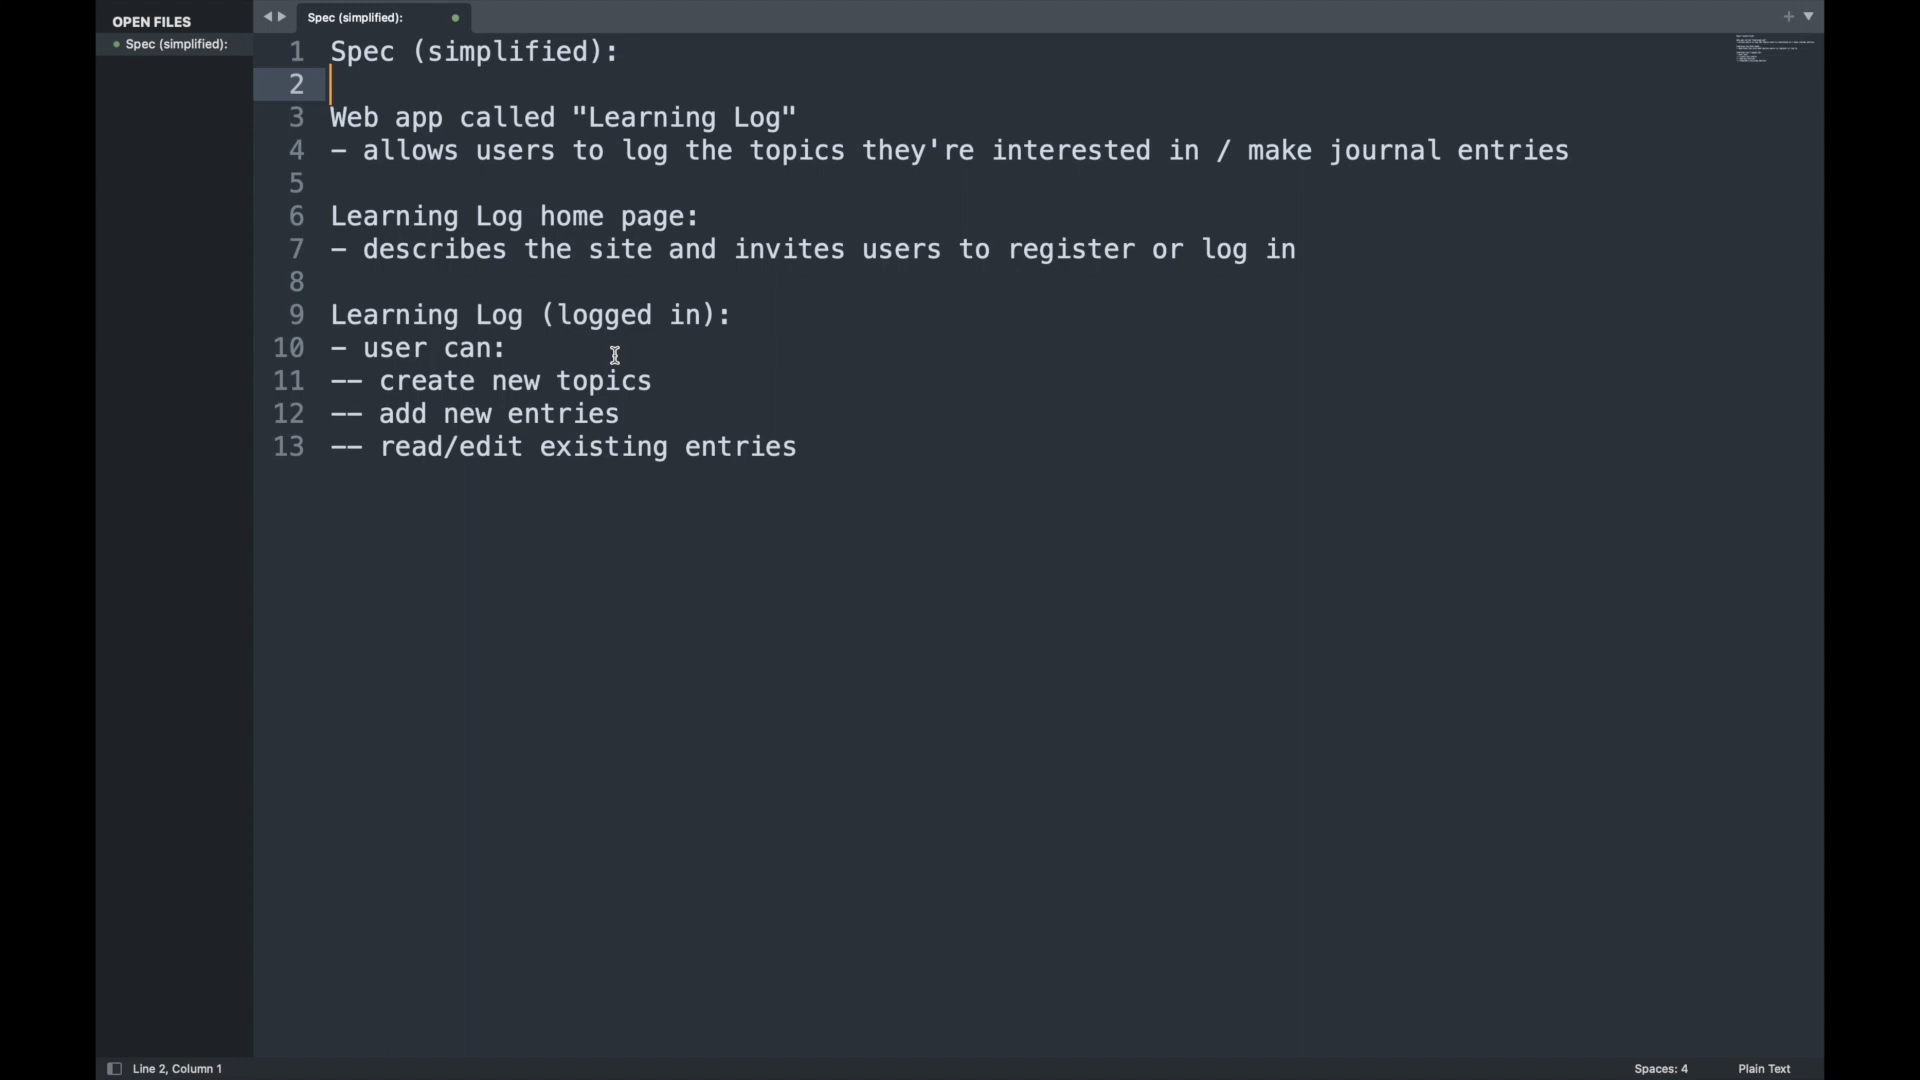 OPEN FILES
Spec (simplified):
Spec (simplified):
1 Spec (simplified):
2
3 Web app called "Learning Log"
4 - allows users to log the topics they're interested in / make journal entries
5
6 Learning Log home page:
7 - describes the site and invites users to register or log in
8
9 Learning Log (logged in):
10 - user can:
11 -- create new topics
12 -- add new entries
13 -- read/edit existing entries
Line 2, Column 1
Spaces: 4
Plain Text